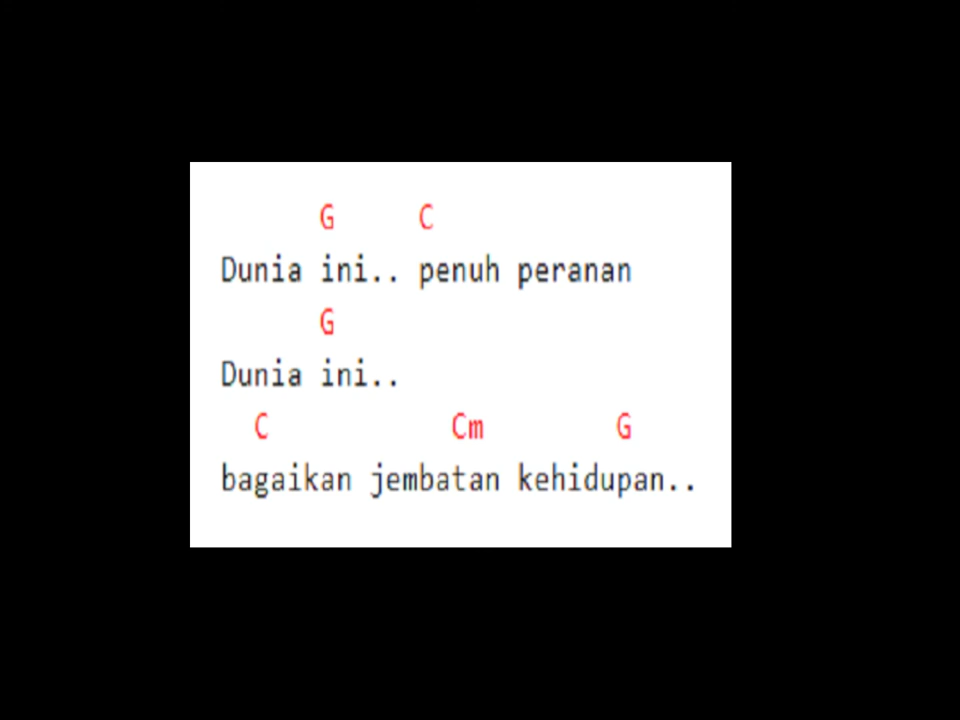 G C
Dunia ini.. penuh peranan
G
Dunia ini..
C Cm G
bagaikan jembatan kehidupan..